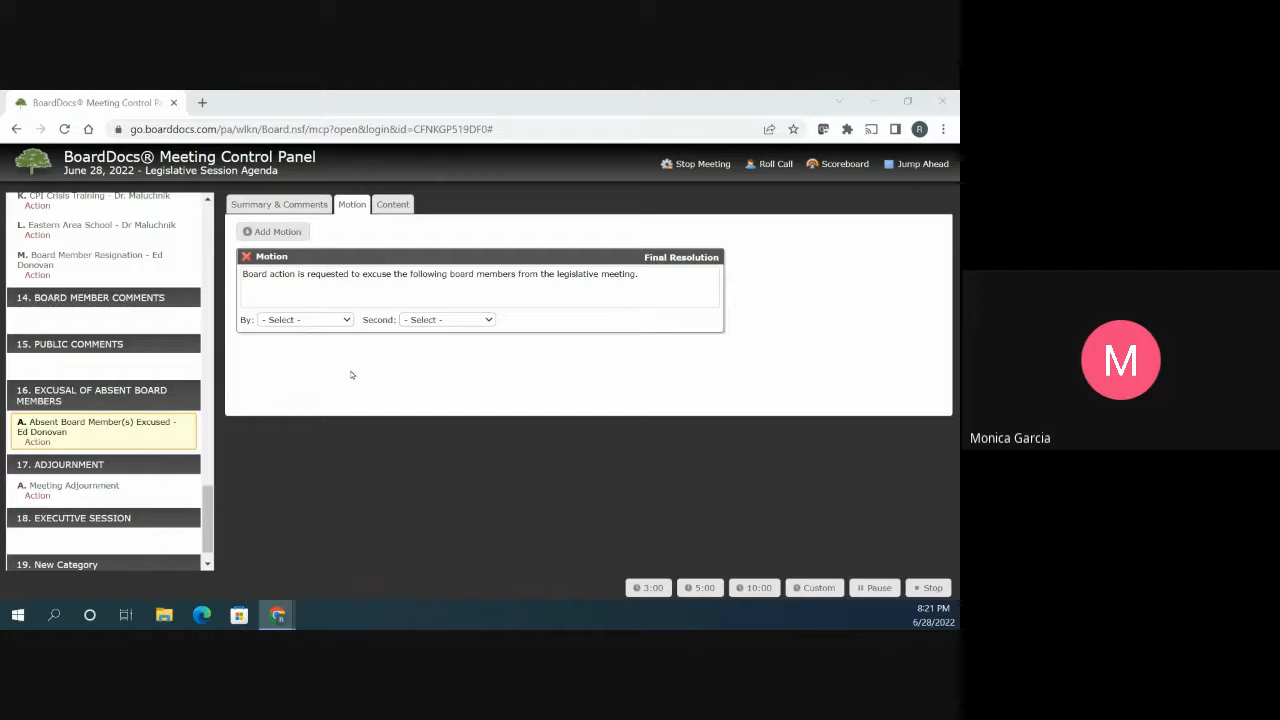 BoardDocs® Meeting Control Pa
go.boarddocs.com/pa/wlkn/Board.nsf/mcp?open&login&id=CFNKGP519DF0#
R
BoardDocs® Meeting Control Panel
June 28, 2022 - Legislative Session Agenda
Stop Meeting
Roll Call
Scoreboard
Jump Ahead
K. CPI Crisis Training - Dr. Maluchnik
Action
L. Eastern Area School - Dr Maluchnik
Action
M. Board Member Resignation - Ed
Donovan
Action
14. BOARD MEMBER COMMENTS
15. PUBLIC COMMENTS
16. EXCUSAL OF ABSENT BOARD
MEMBERS
A. Absent Board Member(s) Excused -
Ed Donovan
Action
17. ADJOURNMENT
A. Meeting Adjournment
Action
18. EXECUTIVE SESSION
19. New Category
Summary & Comments
Motion
Content
Add Motion
Motion
Final Resolution
Board action is requested to excuse the following board members from the legislative meeting.
By: - Select - Second: - Select -
3:00
5:00
10:00
Custom
Pause
Stop
8:21 PM
6/28/2022
M
Monica Garcia